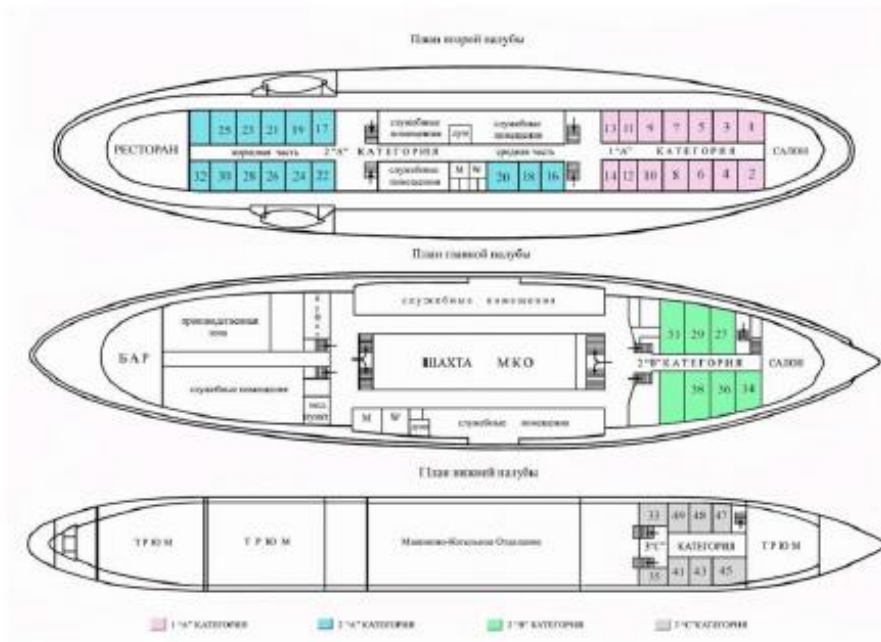 План второй палубы
25 23 21 19 17
служебные помещения
душ
служебные помещения
13 11 9 7 5 3 1
РЕСТОРАН
кормовая часть 2 "А" КАТЕГОРИЯ средняя часть
1 "А" КАТЕГОРИЯ
САЛОН
32 30 28 26 24 22
служебные помещения
М W
20 18 16
14 12 10 8 6 4 2
План главной палубы
служебные помещения
производственная
31 29 27
БАР
ШАХТА МКО
2 "В" КАТЕГОРИЯ
САЛОН
служебные помещения
38 36 34
мед. пункт
М W
душ
служебные помещения
План нижней палубы
33 49 48 47
ТРЮМ
ТРЮМ
Машинно-Котельное Отделение
3 "С" КАТЕГОРИЯ
ТРЮМ
35 41 43 45
1 "А" КАТЕГОРИЯ
2 "А" КАТЕГОРИЯ
2 "В" КАТЕГОРИЯ